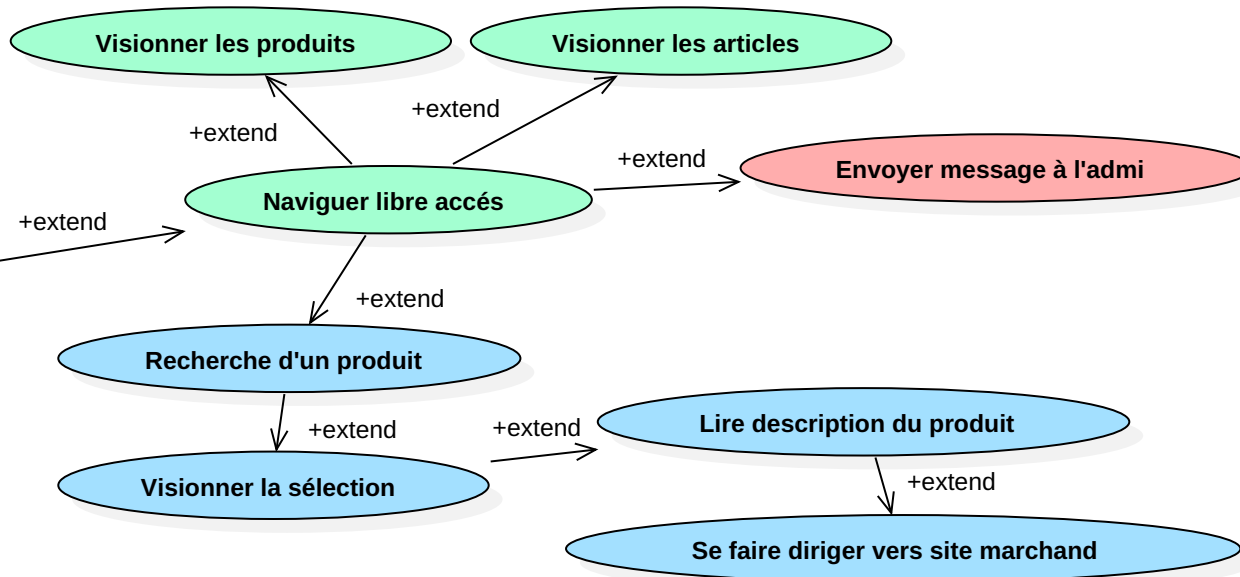 Visionner les produits
Visionner les articles
+extend
+extend
+extend
Envoyer message à l'admi
Naviguer libre accés
+extend
+extend
Recherche d'un produit
+extend
+extend
Lire description du produit
Visionner la sélection
+extend
Se faire diriger vers site marchand